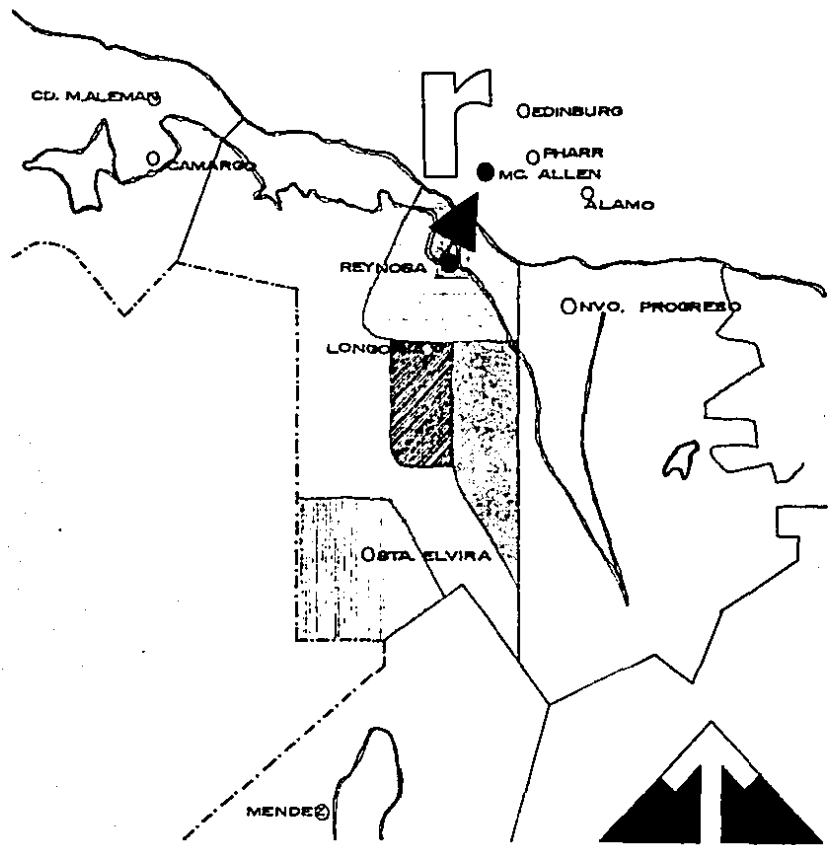 CD. M.ALEMAN
r
EDINBURG
PHARR
CAMARGO
MC. ALLEN
ALAMO
REYNOSA
NVO. PROGRESO
STA. ELVIRA
MENDEZ